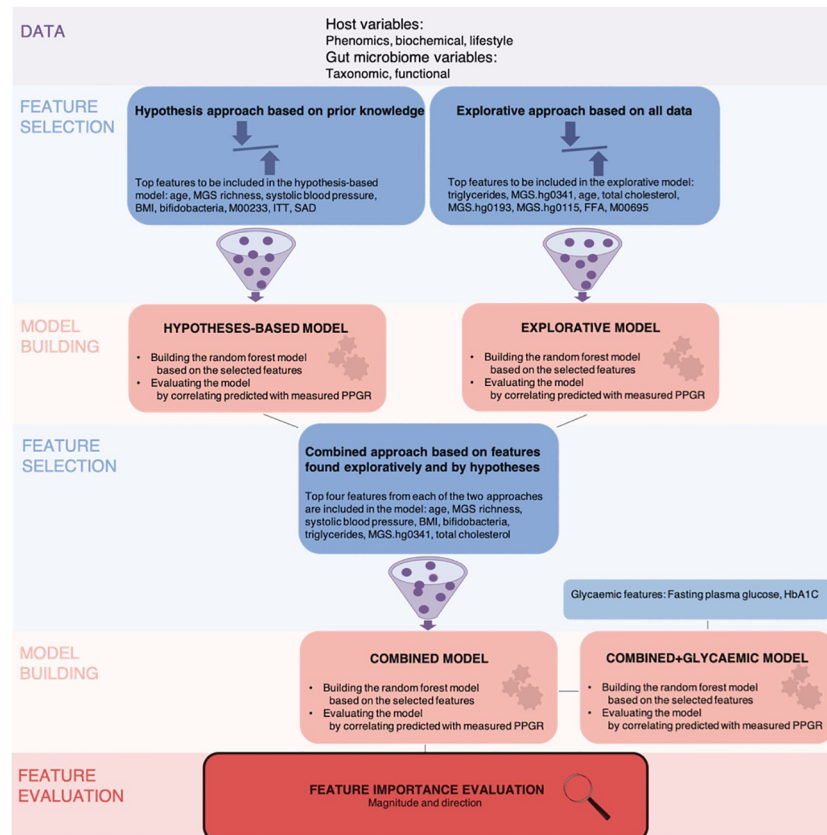 DATA
Host variables:
Phenomics, biochemical, lifestyle
Gut microbiome variables:
Taxonomic, functional
FEATURE
SELECTION
Hypothesis approach based on prior knowledge
Top features to be included in the hypothesis-based
model: age, MGS richness, systolic blood pressure,
BMI, bifidobacteria, M00233, ITT, SAD
Explorative approach based on all data
Top features to be included in the explorative model:
triglycerides, MGS.hg0341, age, total cholesterol,
MGS.hg0193, MGS.hg0115, FFA, M00695
MODEL
BUILDING
HYPOTHESES-BASED MODEL
• Building the random forest model
based on the selected features
• Evaluating the model
by correlating predicted with measured PPGR
EXPLORATIVE MODEL
• Building the random forest model
based on the selected features
• Evaluating the model
by correlating predicted with measured PPGR
FEATURE
SELECTION
Combined approach based on features
found exploratively and by hypotheses
Top four features from each of the two approaches
are included in the model: age, MGS richness,
systolic blood pressure, BMI, bifidobacteria,
triglycerides, MGS.hg0341, total cholesterol
Glycaemic features: Fasting plasma glucose, HbA1C
MODEL
BUILDING
COMBINED MODEL
• Building the random forest model
based on the selected features
• Evaluating the model
by correlating predicted with measured PPGR
COMBINED+GLYCAEMIC MODEL
• Building the random forest model
based on the selected features
• Evaluating the model
by correlating predicted with measured PPGR
FEATURE
EVALUATION
FEATURE IMPORTANCE EVALUATION
Magnitude and direction